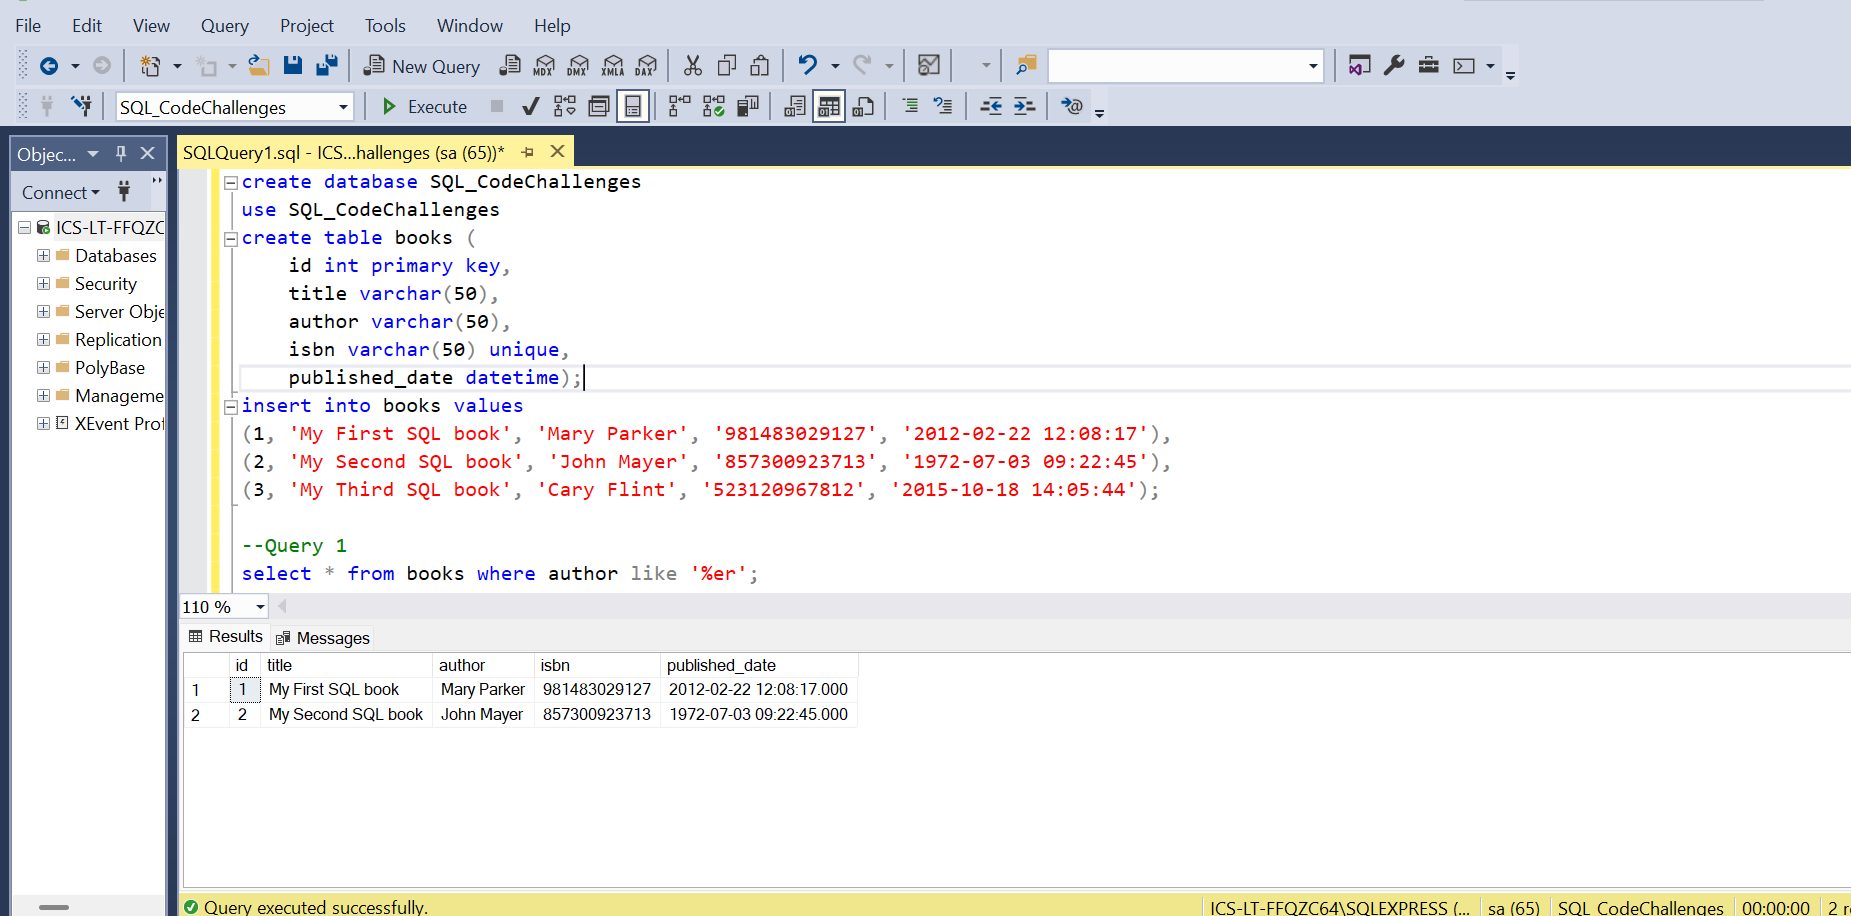 File Edit View Query Project Tools Window Help
New Query MDX DMX XMLA DAX
SQL_CodeChallenges Execute
Objec...
SQLQuery1.sql - ICS...hallenges (sa (65))*
Connect
ICS-LT-FFQZC
Databases
Security
Server Obje
Replication
PolyBase
Manageme
XEvent Prof
create database SQL_CodeChallenges
use SQL_CodeChallenges
create table books (
id int primary key,
title varchar(50),
author varchar(50),
isbn varchar(50) unique,
published_date datetime);
insert into books values
(1, 'My First SQL book', 'Mary Parker', '981483029127', '2012-02-22 12:08:17'),
(2, 'My Second SQL book', 'John Mayer', '857300923713', '1972-07-03 09:22:45'),
(3, 'My Third SQL book', 'Cary Flint', '523120967812', '2015-10-18 14:05:44');
--Query 1
select * from books where author like '%er';
110 %
Results Messages
id title author isbn published_date
1 1 My First SQL book Mary Parker 981483029127 2012-02-22 12:08:17.000
2 2 My Second SQL book John Mayer 857300923713 1972-07-03 09:22:45.000
Query executed successfully. ICS-LT-FFQZC64\SQLEXPRESS (... sa (65) SQL_CodeChallenges 00:00:00 2 r